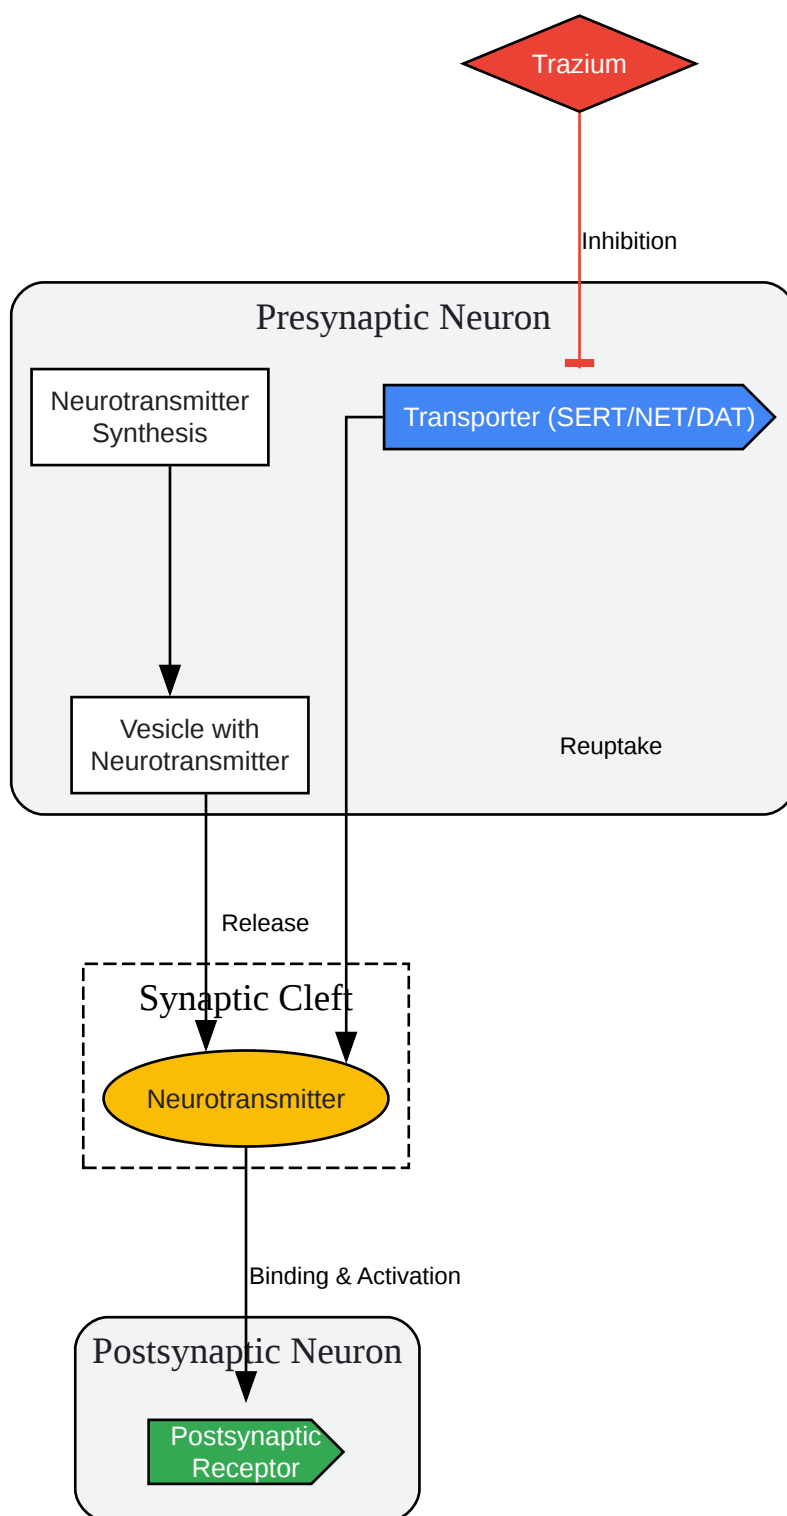 Trazium
Inhibition
Presynaptic Neuron
Neurotransmitter
Synthesis
Transporter (SERT/NET/DAT)
Vesicle with
Neurotransmitter
Reuptake
Release
Synaptic Cleft
Neurotransmitter
Binding & Activation
Postsynaptic Neuron
Postsynaptic
Receptor